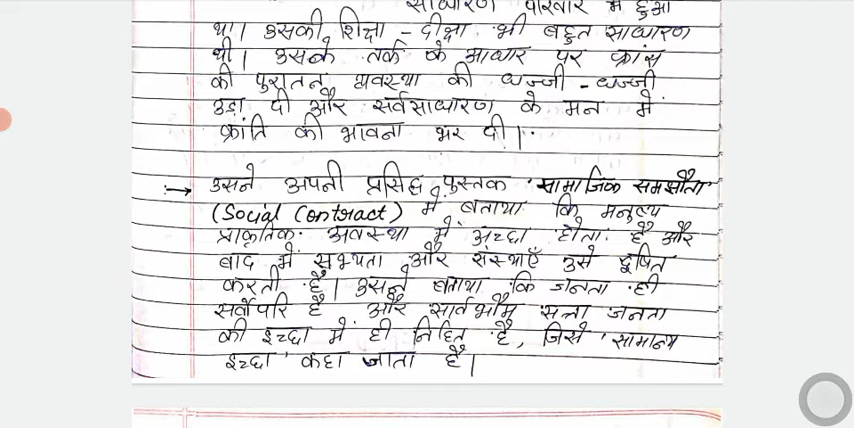 साधारण परिवार में हुआ
था। उसकी शिक्षा - दीक्षा भी बहुत साधारण
थी। उसके तर्क के आधार पर फ्रांस
की पुरातन व्यवस्था की धज्जी - धज्जी
उड़ा दी और सर्वसाधारण के मन में
क्रांति की भावना भर दी।
→ उसने अपनी प्रसिद्ध पुस्तक 'सामाजिक समझौता'
(Social Contract) में बताया कि मनुष्य
प्राकृतिक अवस्था में अच्छा होता है और
बाद में सभ्यता और संस्थाएँ उसे दूषित
करती है। उसने बताया कि जनता ही
सर्वोपरि है और सार्वभौम सत्ता जनता
की इच्छा में ही निहित है, जिसे 'सामान्य
इच्छा' कहा जाता है।